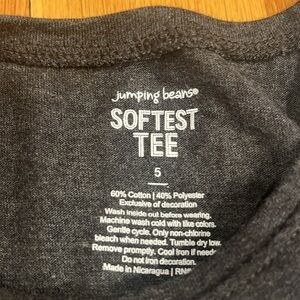 jumping beans®
SOFTEST
TEE
5
60% Cotton | 40% Polyester
Exclusive of decoration
Wash inside out before wearing.
Machine wash cold with like colors.
Gentle cycle. Only non-chlorine
bleach when needed. Tumble dry low.
Remove promptly. Cool iron if need
Do not iron decoration.
Made in Nicaragua | RN#